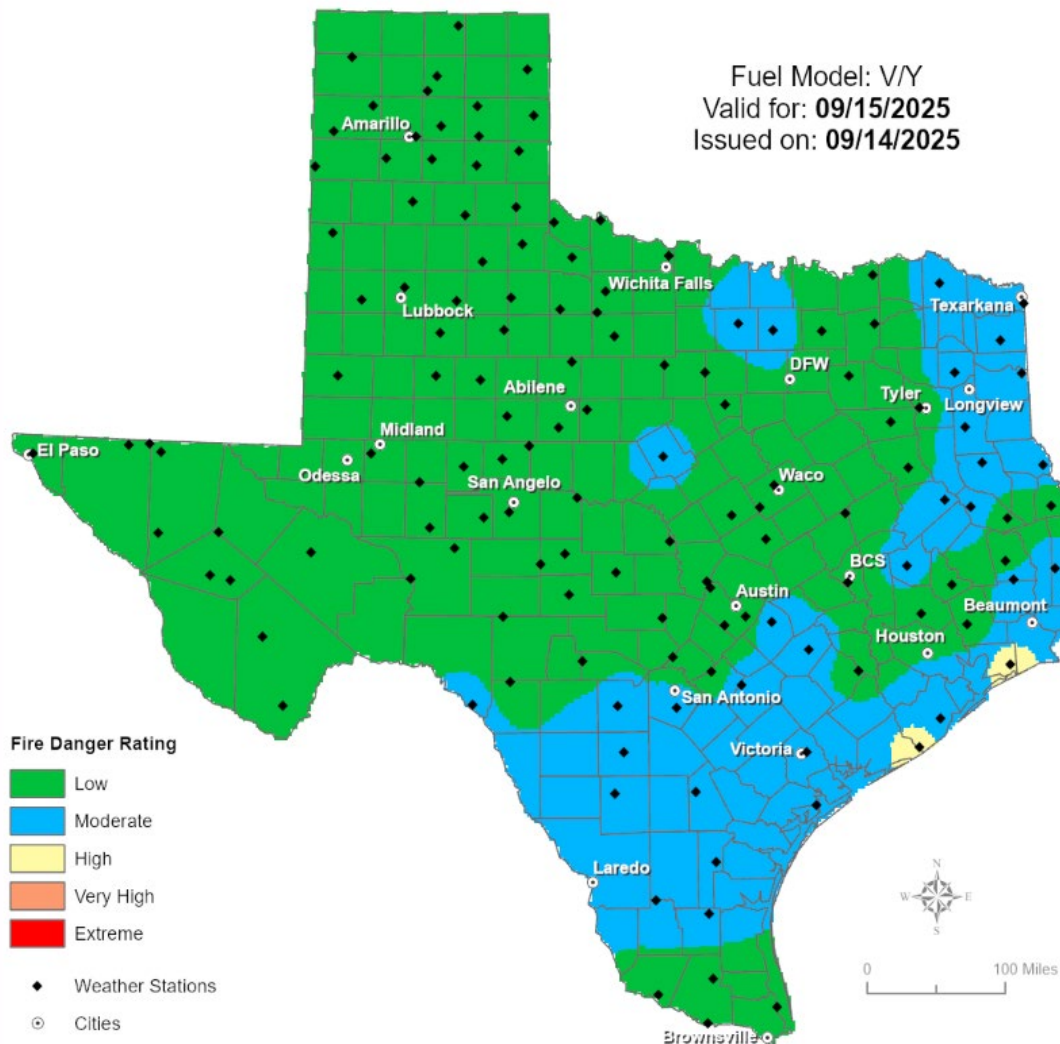 Fuel Model: V/Y
Valid for: 09/15/2025
Issued on: 09/14/2025
Amarillo
Wichita Falls
Lubbock
Texarkana
DFW
Abilene
Tyler
Longview
Midland
El Paso
Odessa
San Angelo
Waco
BCS
Austin
Beaumont
Houston
San Antonio
Victoria
Laredo
Brownsville
Fire Danger Rating
Low
Moderate
High
Very High
Extreme
Weather Stations
Cities
N
W E
S
0 100 Miles